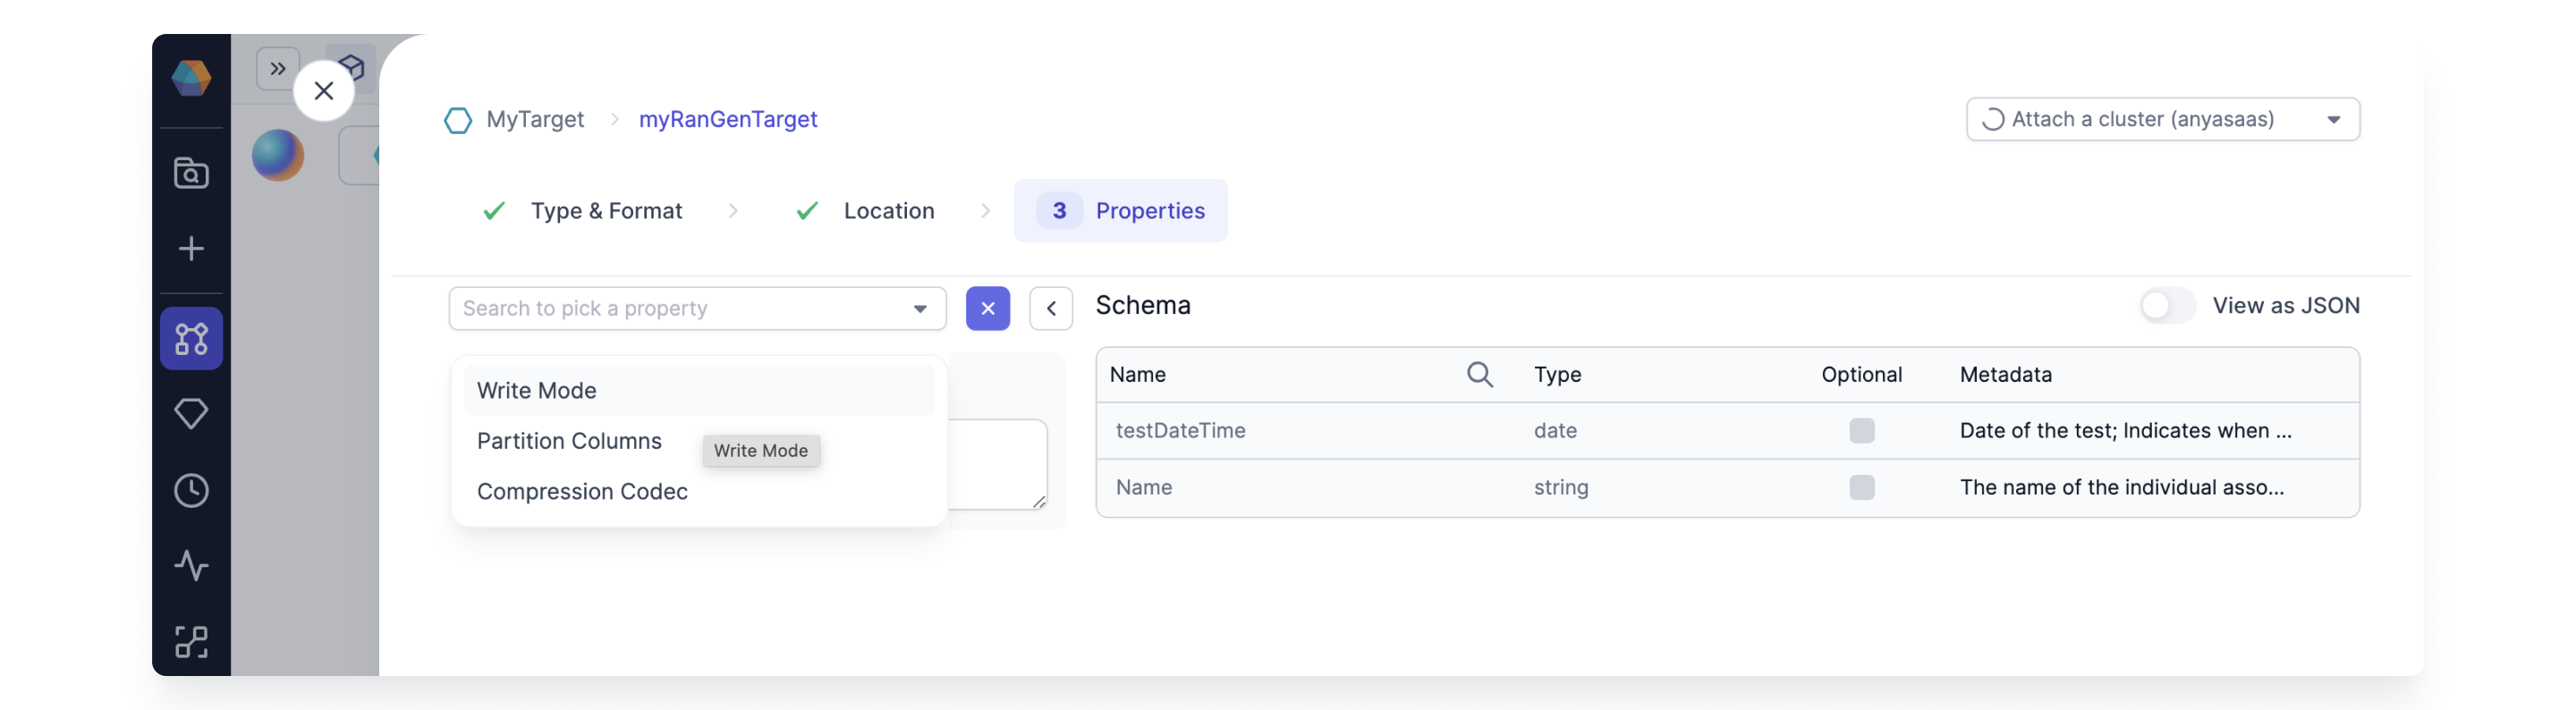 MyTarget > myRanGenTarget
Attach a cluster (anyasaas)
Type & Format > Location > 3 Properties
Search to pick a property
Schema
View as JSON
Write Mode
Partition Columns
Compression Codec
Write Mode
Name Type Optional Metadata
testDateTime date Date of the test; Indicates when ...
Name string The name of the individual asso...